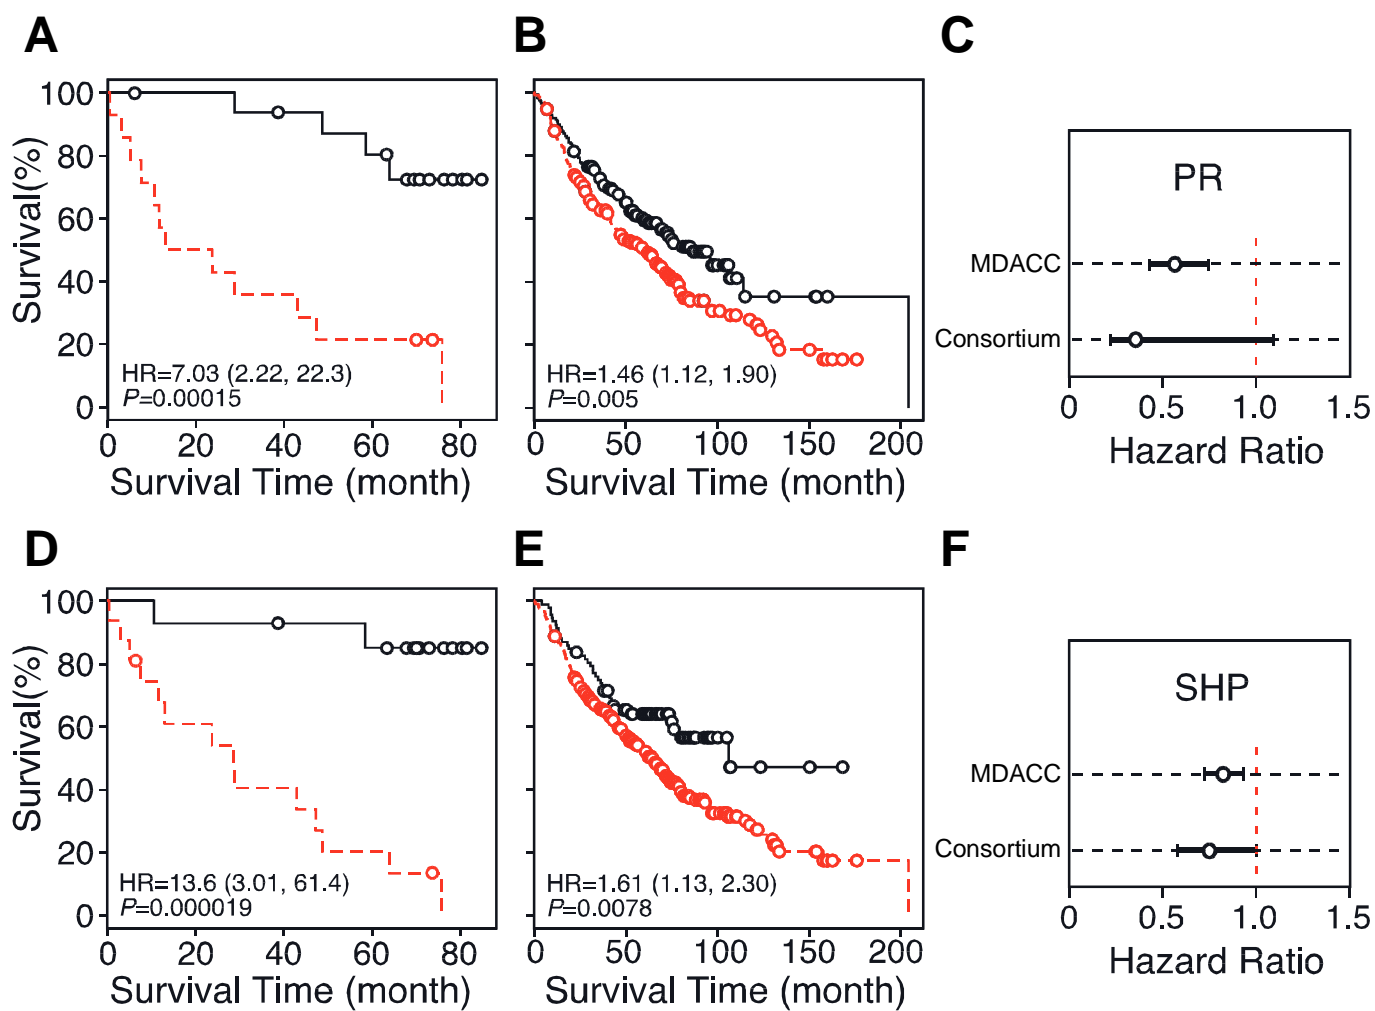 A
B
C
100
80
60
40
20
0
Survival(%)
HR=7.03 (2.22, 22.3)
P=0.00015
0 20 40 60 80
Survival Time (month)
HR=1.46 (1.12, 1.90)
P=0.005
0 50 100 150 200
Survival Time (month)
PR
MDACC
Consortium
0 0.5 1.0 1.5
Hazard Ratio
D
E
F
100
80
60
40
20
0
Survival(%)
HR=13.6 (3.01, 61.4)
P=0.000019
0 20 40 60 80
Survival Time (month)
HR=1.61 (1.13, 2.30)
P=0.0078
0 50 100 150 200
Survival Time (month)
SHP
MDACC
Consortium
0 0.5 1.0 1.5
Hazard Ratio